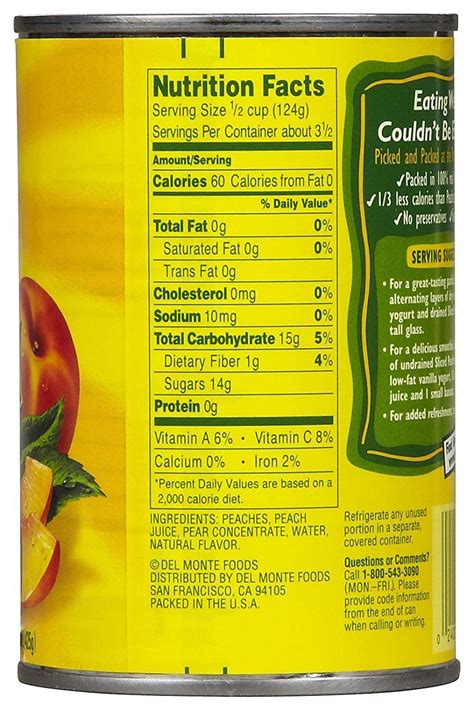 Nutrition Facts
Serving Size 1/2 cup (124g)
Servings Per Container about 3 1/2
Amount/Serving
Calories 60 Calories from Fat 0
% Daily Value*
Total Fat 0g 0%
Saturated Fat 0g 0%
Trans Fat 0g
Cholesterol 0mg 0%
Sodium 10mg 0%
Total Carbohydrate 15g 5%
Dietary Fiber 1g 4%
Sugars 14g
Protein 0g
Vitamin A 6% • Vitamin C 8%
Calcium 0% • Iron 2%
*Percent Daily Values are based on a
2,000 calorie diet.
INGREDIENTS: PEACHES, PEACH
JUICE, PEAR CONCENTRATE, WATER,
NATURAL FLAVOR.
©DEL MONTE FOODS
DISTRIBUTED BY DEL MONTE FOODS
SAN FRANCISCO, CA 94105
PACKED IN THE U.S.A.
Eating
Couldn't Be
Picked and Packed at
✓Packed in 100%
✓1/3 less calories than
✓No preservatives
SERVING
• For a great-tasting
alternating layers of
yogurt and drained
tall glass.
• For a delicious
of undrained Sliced
low-fat vanilla yogurt,
juice and 1 small
• For added
Refrigerate any unused
portion in a separate,
covered container.
Questions or Comments?
Call 1-800-543-3090
(MON.–FRI.). Please
provide code information
from the end of can
when calling or writing.